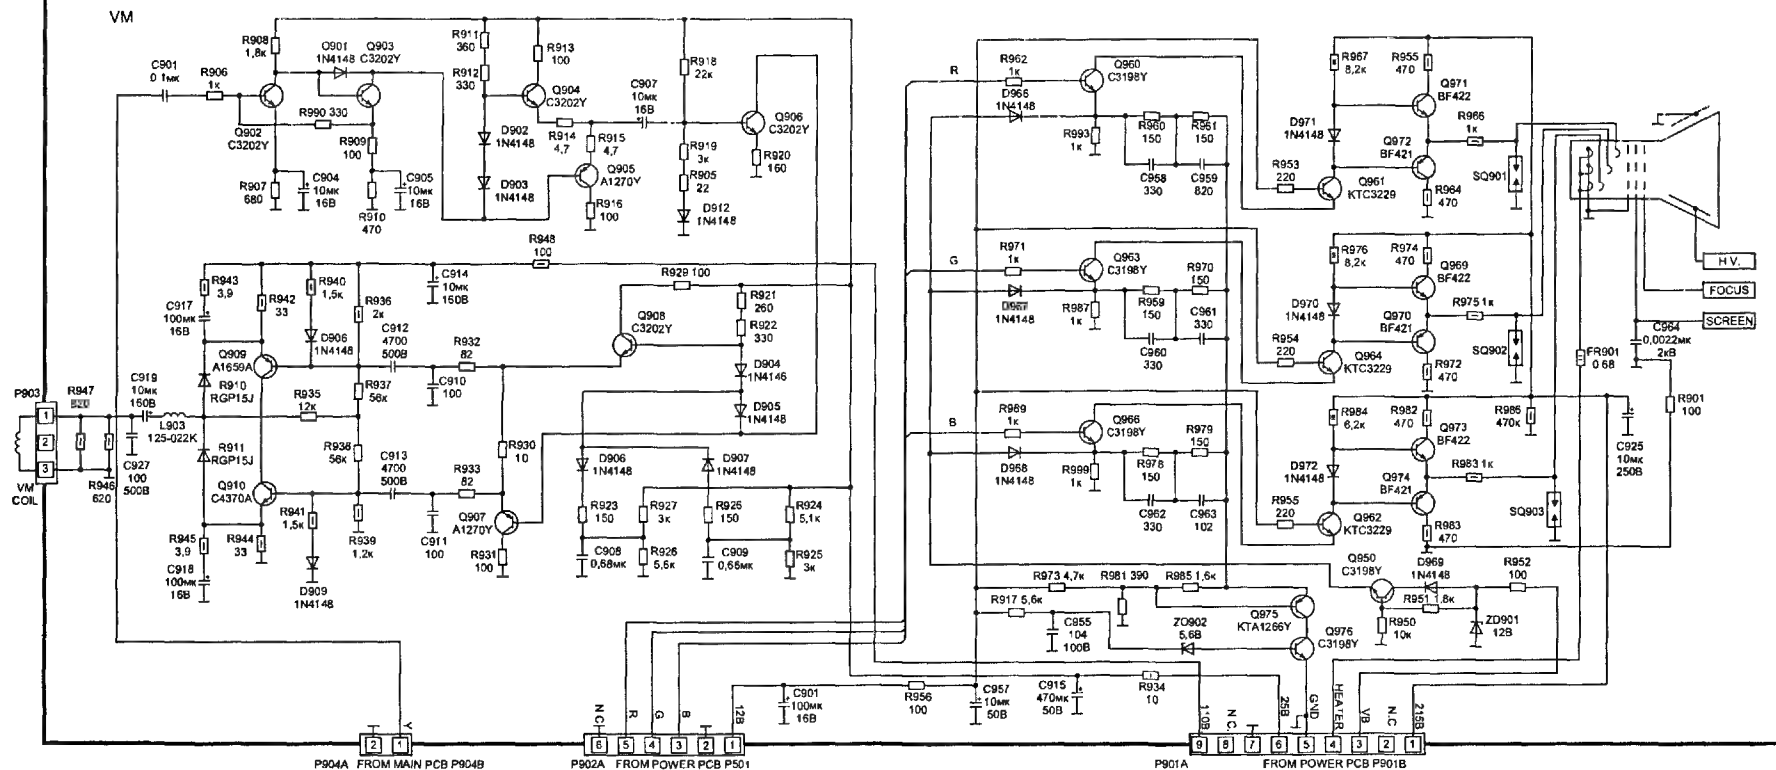 VM
R908 1,8к
O901 1N4148
Q903 C3202Y
C901 0 1мк
R906 1к
R990 330
Q902 C3202Y
R909 100
R907 680
C904 10мк 16В
C905 10мк 16В
R910 470
R911 360
R912 330
R913 100
Q904 C3202Y
C907 10мк 16В
R918 22к
D902 1N4148
R914 4,7
R915 4,7
Q905 A1270Y
D903 1N4148
R916 100
R919 3к
R905 22
D912 1N4148
Q906 C3202Y
R920 160
R948 100
R943 3,9
C917 100мк 16В
R942 33
R940 1,5к
R936 2к
C914 10мк 160В
R929 100
R921 260
R922 330
Q908 C3202Y
D906 1N4148
C912 4700 500В
R932 82
Q909 A1659A
R910 RGP15J
R937 56к
C910 100
D904 1N4146
D905 1N4148
P903
1
2
3
VM COIL
R947
C919 10мк 160В
L903 125-022K
R935 12к
R911 RGP15J
R938 56к
C913 4700 500В
R930 10
C927 100 500В
R946 620
Q910 C4370A
R933 82
D906 1N4148
D907 1N4148
R941 1,5к
Q907 A1270Y
R923 150
R927 3к
R926 150
R924 5,1к
R945 3,9
R944 33
R939 1,2к
C911 100
R931 100
C908 0,68мк
R926 5,6к
C909 0,66мк
R925 3к
C918 100мк 16В
D909 1N4148
R
R962 1к
Q960 C3198Y
D966 1N4148
R993 1к
R960 150
R961 150
C958 330
C959 820
R967 8,2к
R955 470
Q971 BF422
D971 1N4148
Q972 BF421
R966 1к
R953 220
Q961 KTC3229
R964 470
SQ901
G
R971 1к
Q963 C3198Y
1N4148
R987 1к
R970 150
R959 150
C961 330
C960 330
R976 8,2к
R974 470
Q969 BF422
D970 1N4148
R975 1к
Q970 BF421
R954 220
Q964 KTC3229
R972 470
SQ902
H.V.
FOCUS
SCREEN
C964 0,0022мк 2кВ
FR901 0 68
R901 100
B
R989 1к
Q966 C3198Y
D968 1N4148
R999 1к
R979 150
R978 150
C962 330
C963 102
R984 6,2к
R982 470
R986 470к
Q973 BF422
D972 1N4148
R983 1к
Q974 BF421
R955 220
Q962 KTC3229
R983 470
SQ903
C925 10мк 250В
Q950 C3198Y
D969 1N4148
R952 100
R973 4,7к
R981 390
R985 1,6к
R951 1,8к
R917 5,6к
Q975 KTA1266Y
R950 10к
ZD901 12В
C955 104 100В
ZO902 5,6В
Q976 C3198Y
C901 100мк 16В
R956 100
C957 10мк 50В
C915 470мк 50В
R934 10
Y
N.C
R
G
B
12В
110В
N.C
25В
GND
HEATER
VB
N.C
215В
2 1
6 5 4 3 2 1
9 8 7 6 5 4 3 2 1
P904A FROM MAIN PCB P904B
P902A FROM POWER PCB P501
P901A FROM POWER PCB P901B